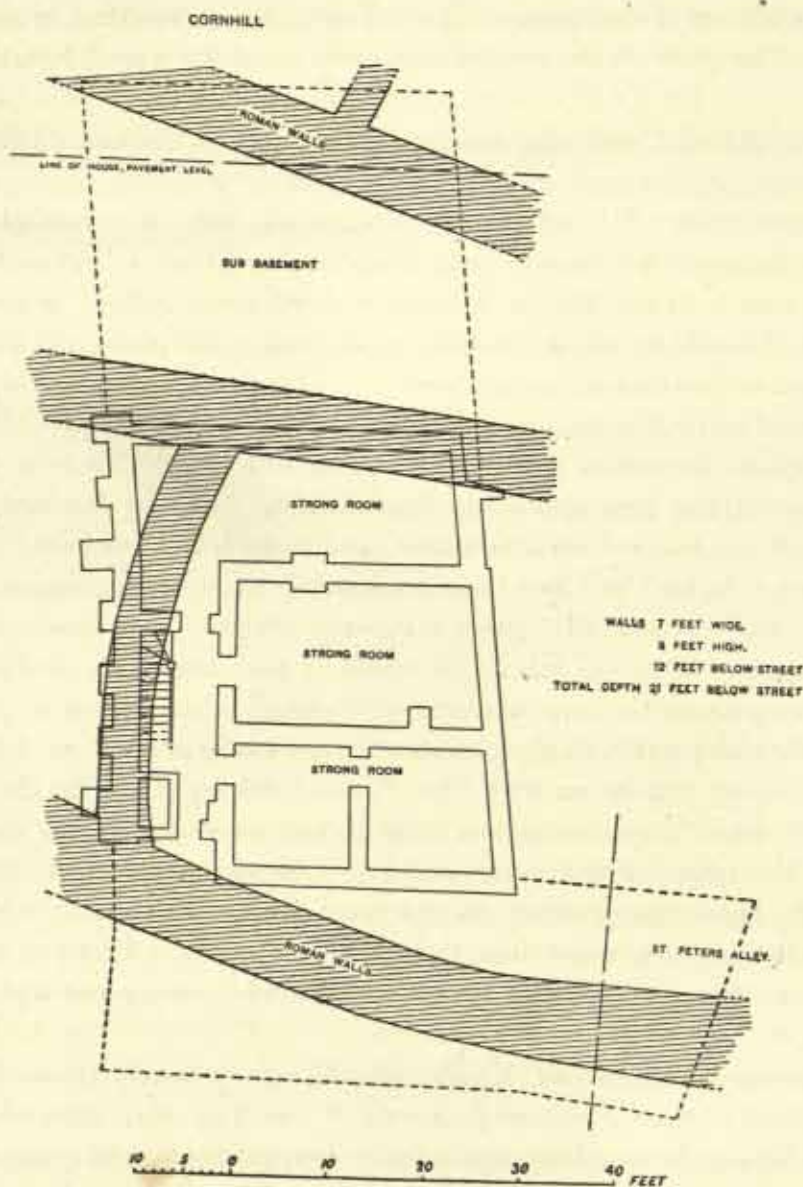 CORNHILL
ROMAN WALLS
LINE OF HOUSE, PAVEMENT LEVEL
SUB BASEMENT
STRONG ROOM
STRONG ROOM
WALLS 7 FEET WIDE.
8 FEET HIGH.
12 FEET BELOW STREET
TOTAL DEPTH 21 FEET BELOW STREET
STRONG ROOM
ROMAN WALLS
ST. PETERS ALLEY.
10 5 0 10 20 30 40 FEET